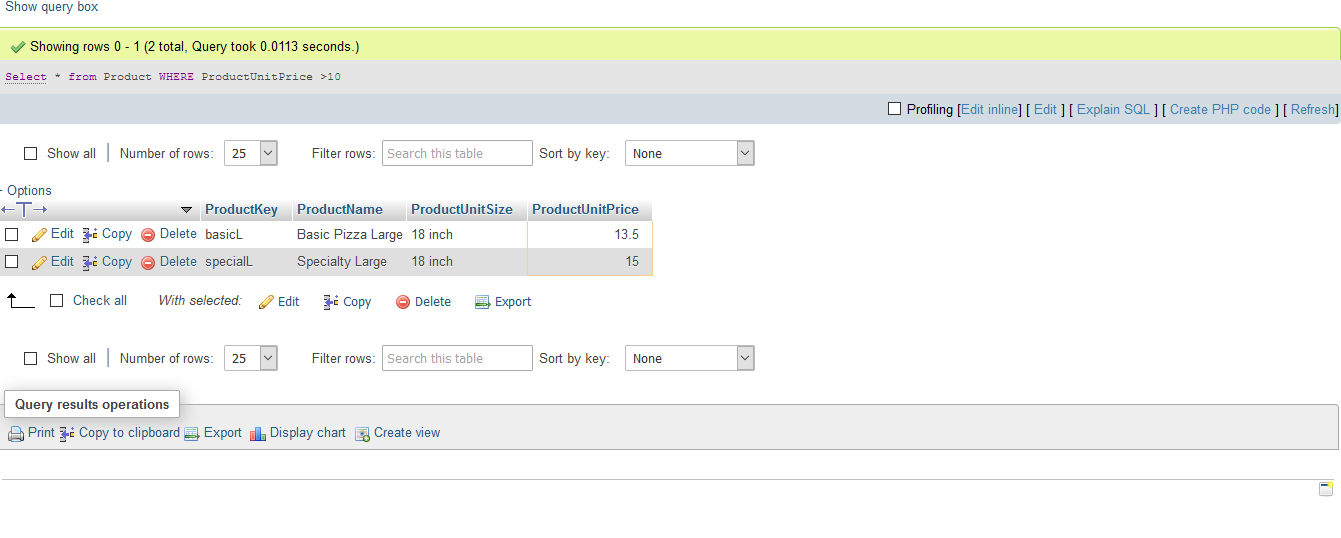 Show query box
Showing rows 0 - 1 (2 total, Query took 0.0113 seconds.)
Select * from Product WHERE ProductUnitPrice >10
Profiling [Edit inline] [ Edit ] [ Explain SQL ] [ Create PHP code ] [ Refresh]
Show all | Number of rows: 25 Filter rows: Search this table Sort by key: None
- Options
←T→ ProductKey ProductName ProductUnitSize ProductUnitPrice
Edit Copy Delete basicL Basic Pizza Large 18 inch 13.5
Edit Copy Delete specialL Specialty Large 18 inch 15
Check all With selected: Edit Copy Delete Export
Show all | Number of rows: 25 Filter rows: Search this table Sort by key: None
Query results operations
Print Copy to clipboard Export Display chart Create view